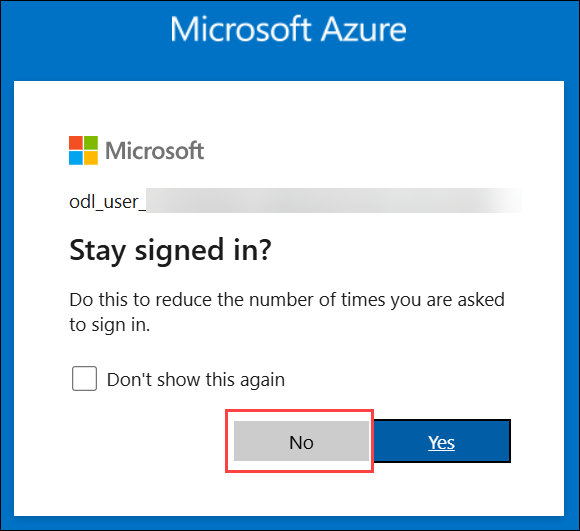 Microsoft Azure
Microsoft
odl_user_
Stay signed in?
Do this to reduce the number of times you are asked
to sign in.
Don't show this again
No
Yes